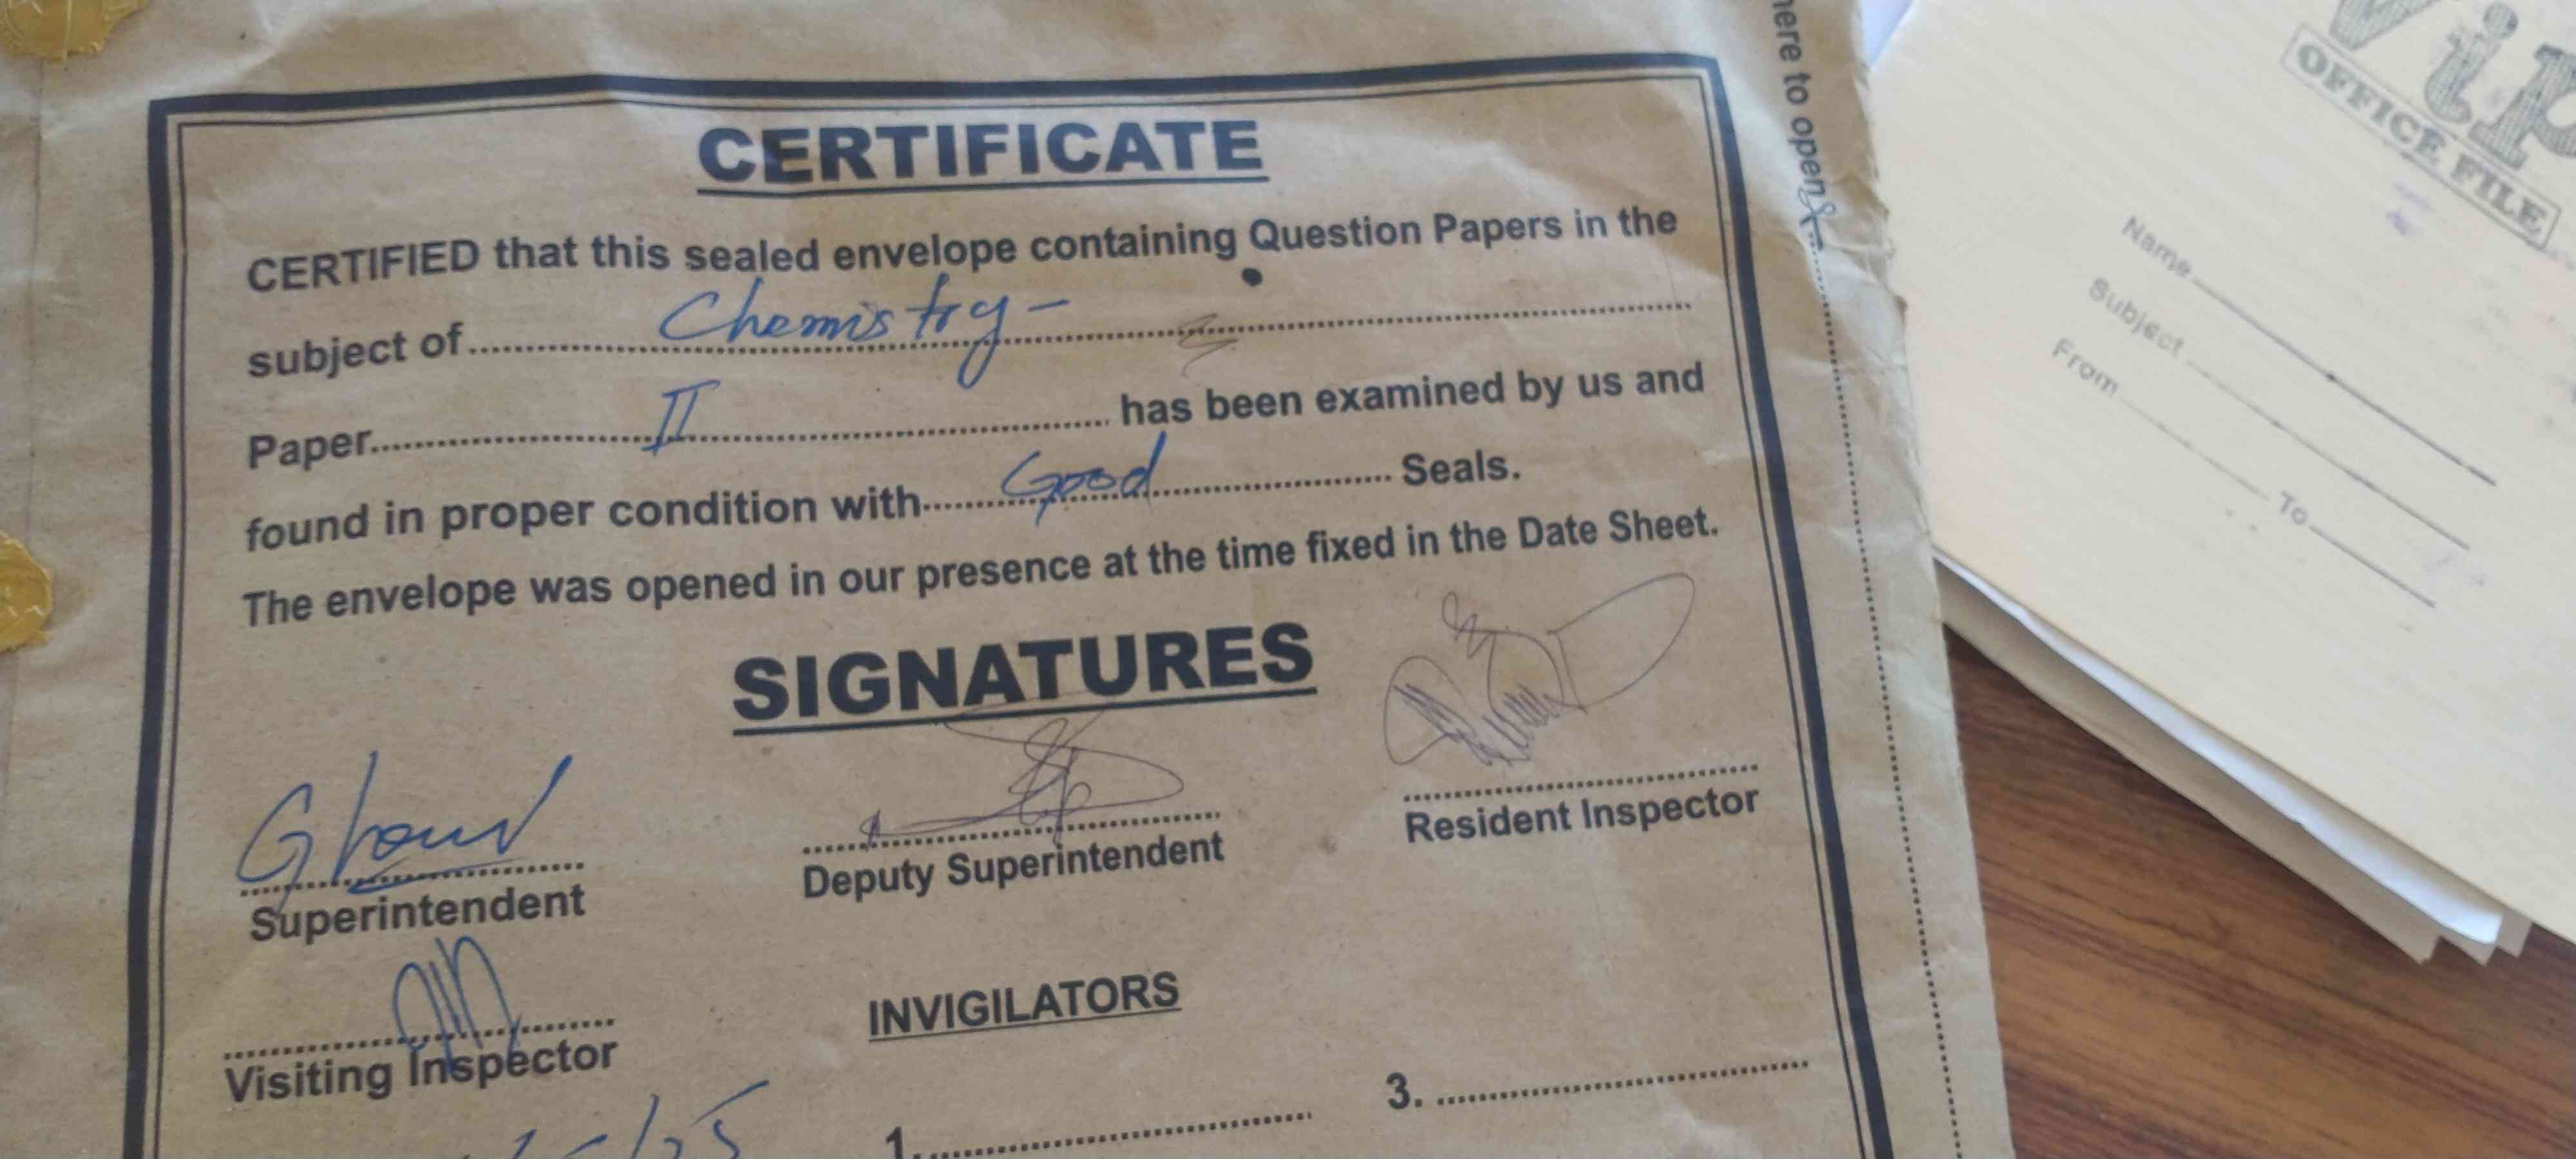 CERTIFICATE
CERTIFIED that this sealed envelope containing Question Papers in the
subject of Chemistry-
Paper II has been examined by us and
found in proper condition with Good Seals.
The envelope was opened in our presence at the time fixed in the Date Sheet.
SIGNATURES
Superintendent
Deputy Superintendent
Resident Inspector
Visiting Inspector
INVIGILATORS
1.
3.
here to open
Vip
OFFICE FILE
Name
Subject
From To